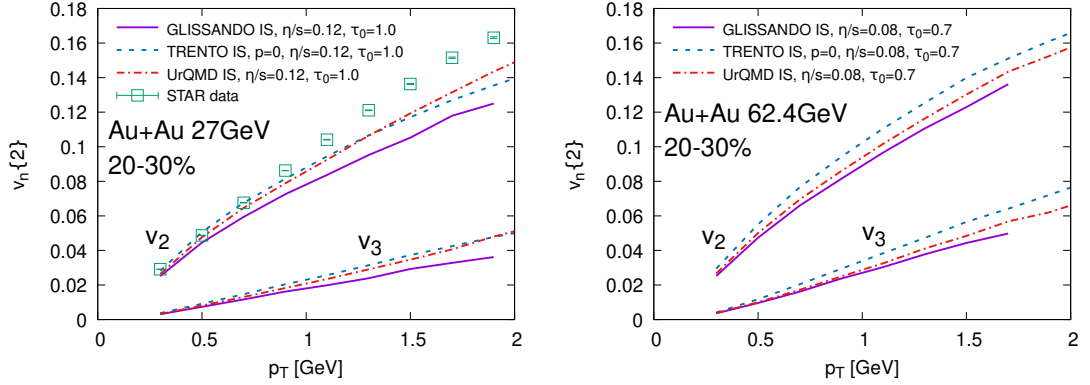 GLISSANDO IS, η/s=0.12, τ₀=1.0
TRENTO IS, p=0, η/s=0.12, τ₀=1.0
UrQMD IS, η/s=0.12, τ₀=1.0
STAR data
Au+Au 27GeV
20-30%
v₂
v₃
vₙ{2}
0
0.02
0.04
0.06
0.08
0.1
0.12
0.14
0.16
0.18
0
0.5
1
1.5
2
p_T [GeV]
GLISSANDO IS, η/s=0.08, τ₀=0.7
TRENTO IS, p=0, η/s=0.08, τ₀=0.7
UrQMD IS, η/s=0.08, τ₀=0.7
Au+Au 62.4GeV
20-30%
v₂
v₃
vₙ{2}
0
0.02
0.04
0.06
0.08
0.1
0.12
0.14
0.16
0.18
0
0.5
1
1.5
2
p_T [GeV]